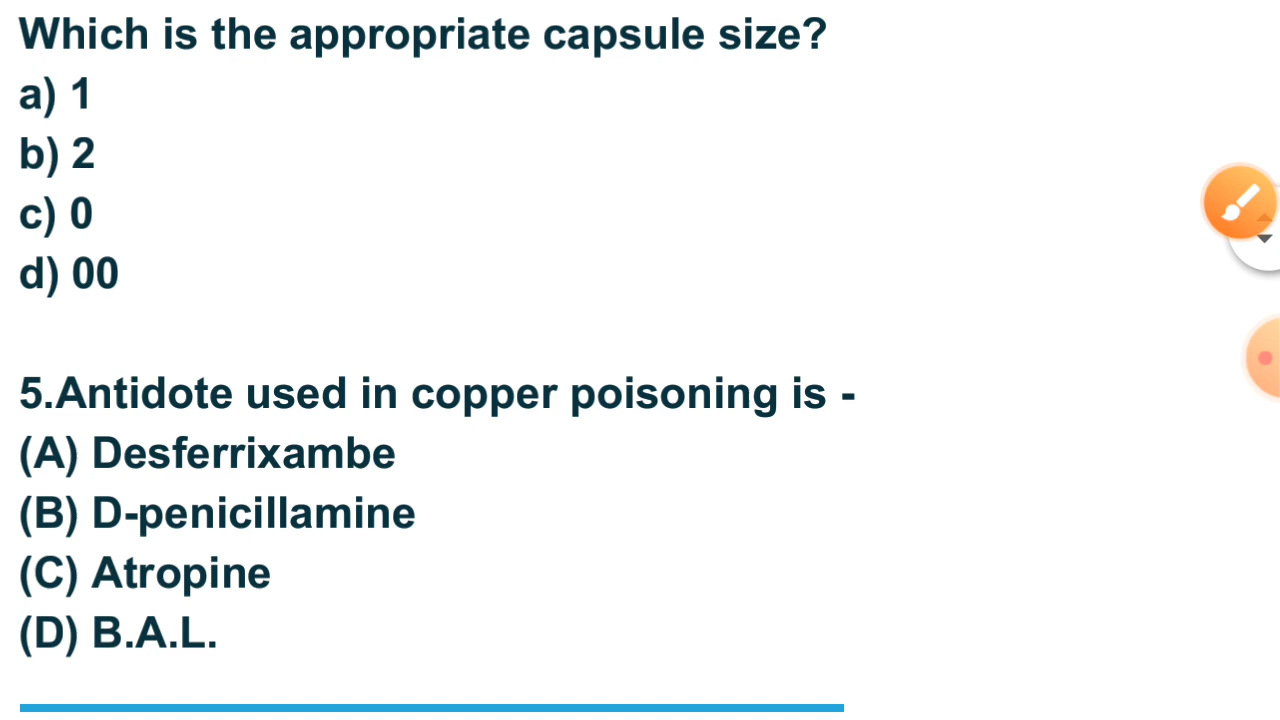 Which is the appropriate capsule size?
a) 1
b) 2
c) 0
d) 00
5.Antidote used in copper poisoning is -
(A) Desferrixambe
(B) D-penicillamine
(C) Atropine
(D) B.A.L.